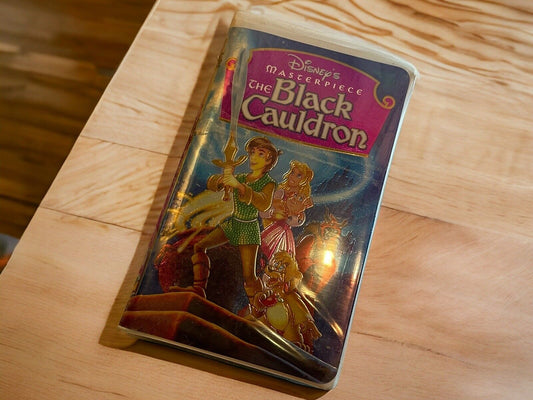 Disney's
MASTERPIECE
THE Black
Cauldron